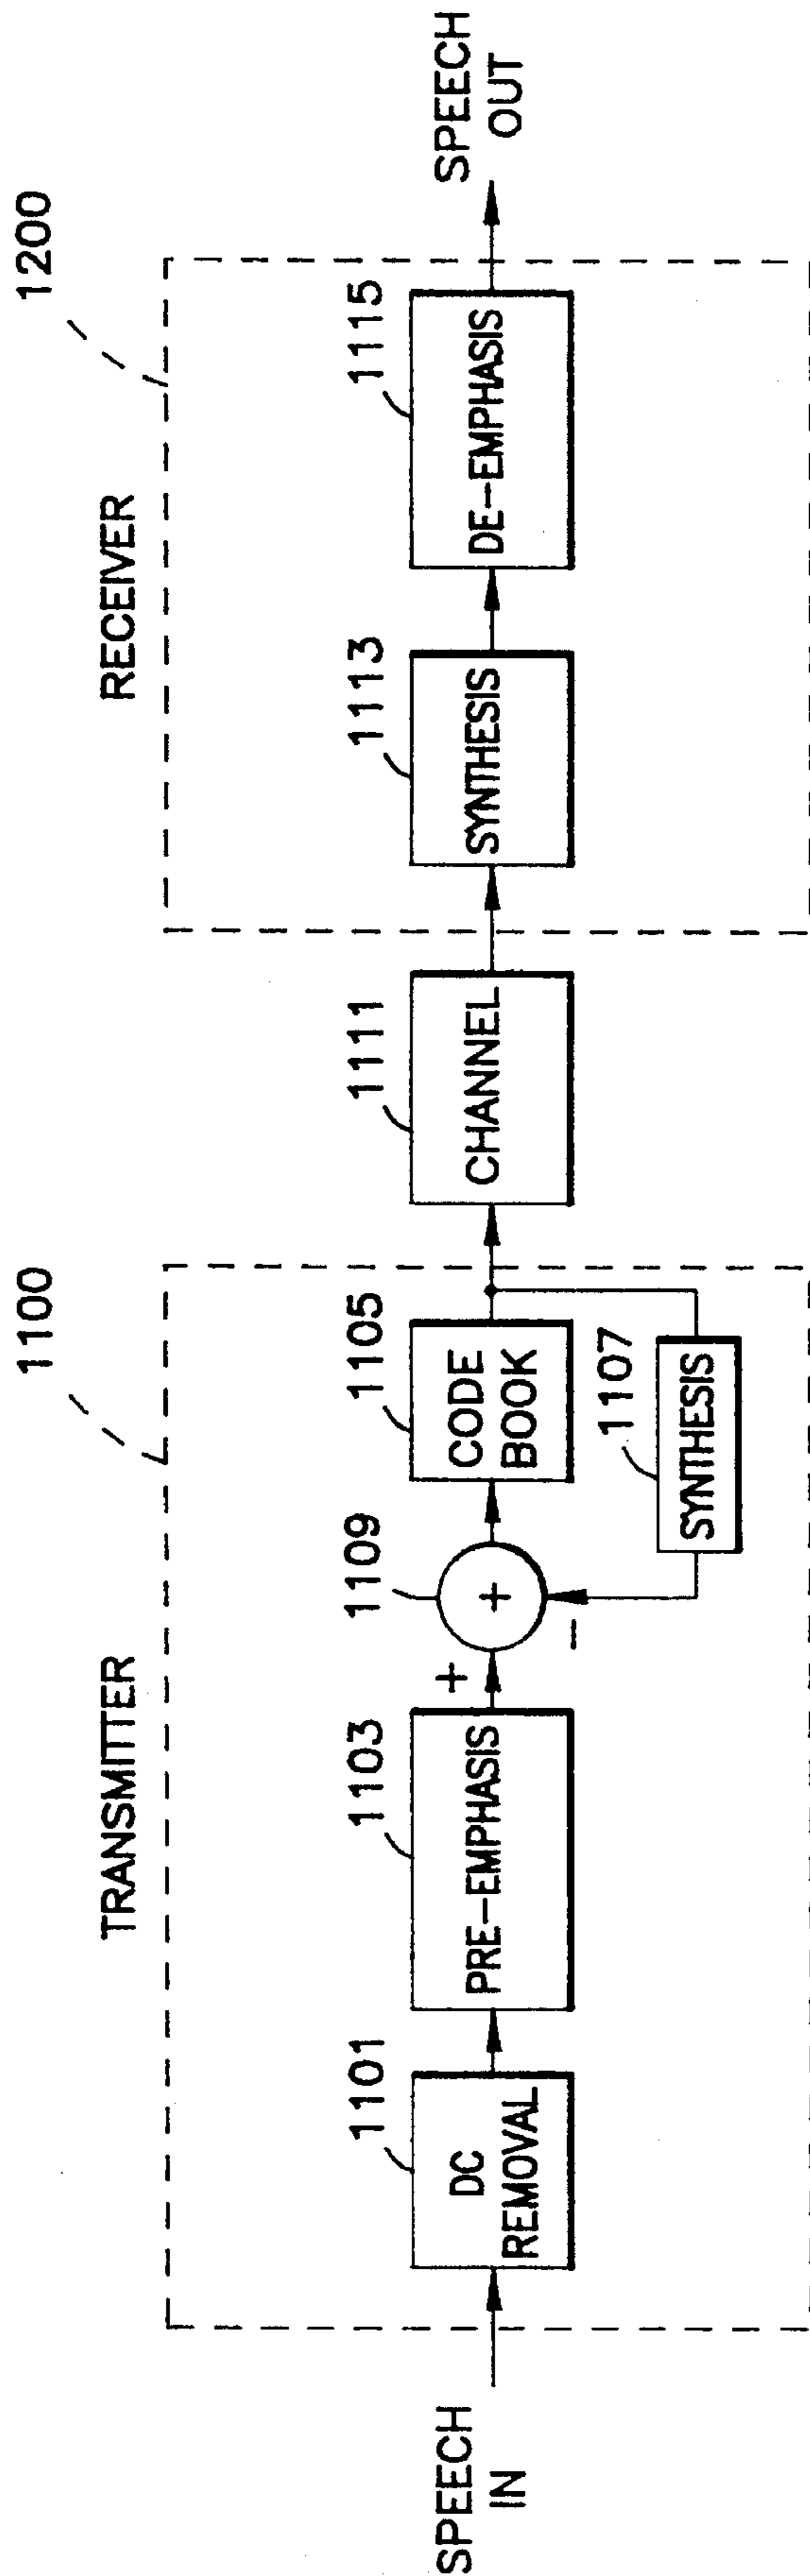 TRANSMITTER
1100
RECEIVER
1200
SPEECH
IN
1101
DC
REMOVAL
1103
PRE-EMPHASIS
+
1109
+
-
1105
CODE
BOOK
1107
SYNTHESIS
1111
CHANNEL
1113
SYNTHESIS
1115
DE-EMPHASIS
SPEECH
OUT